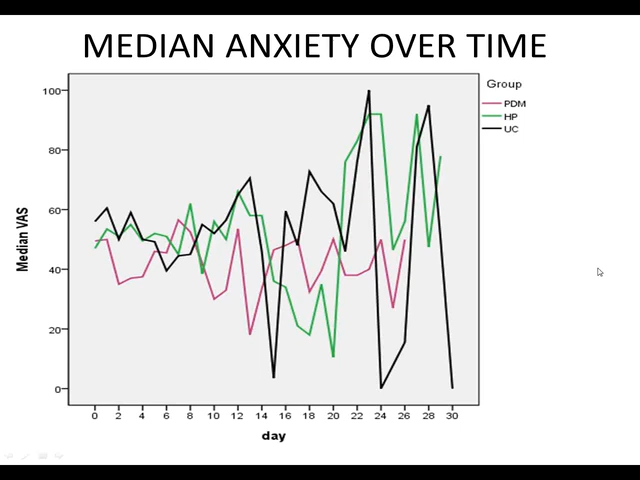 MEDIAN ANXIETY OVER TIME
Group
PDM
HP
UC
Median VAS
100
80
60
40
20
0
0 2 4 6 8 10 12 14 16 18 20 22 24 26 28 30
day